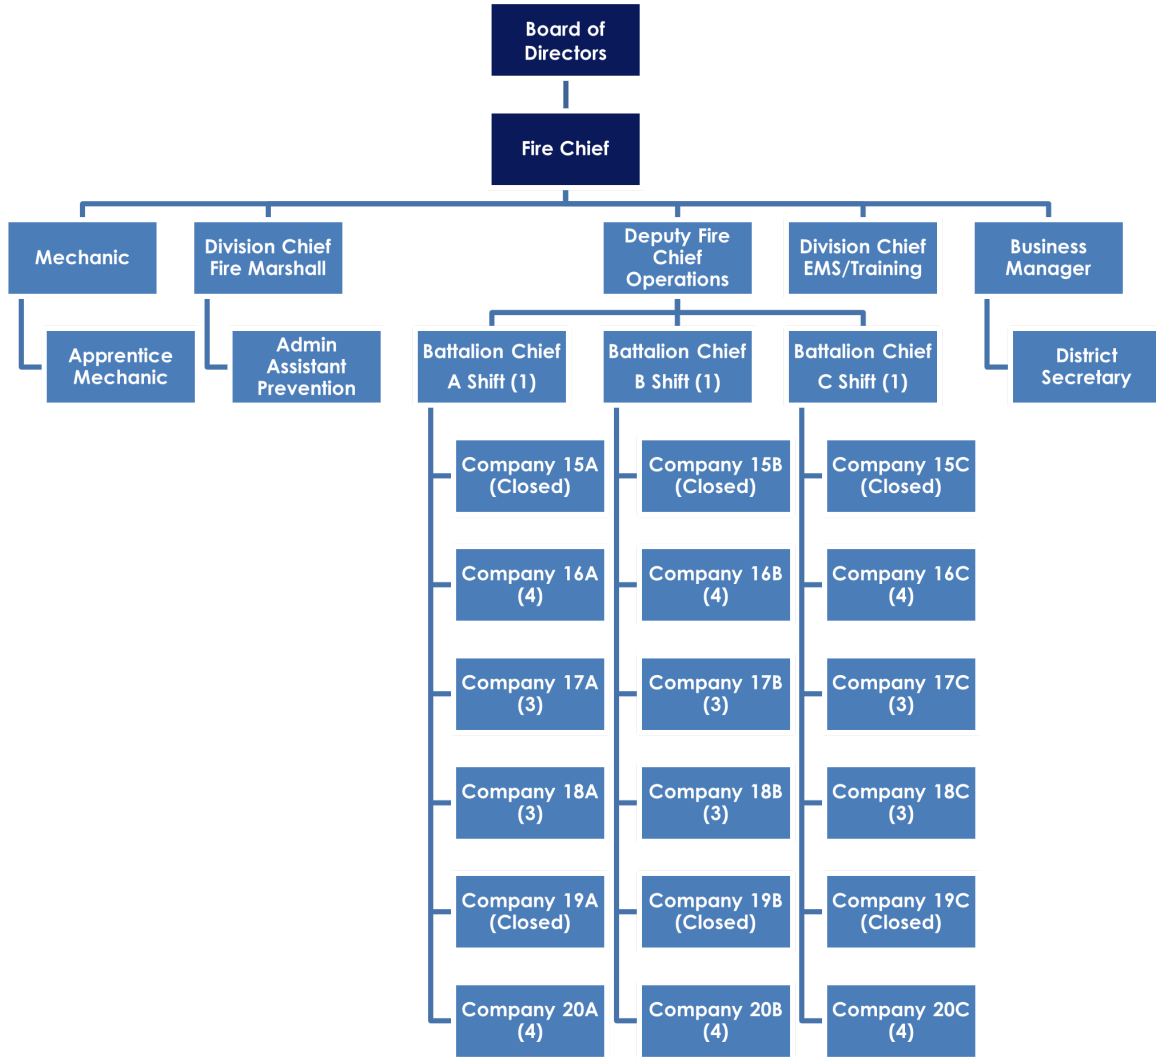 Board of
Directors
Fire Chief
Mechanic
Division Chief
Fire Marshall
Deputy Fire
Chief
Operations
Division Chief
EMS/Training
Business
Manager
Apprentice
Mechanic
Admin
Assistant
Prevention
Battalion Chief
A Shift (1)
Battalion Chief
B Shift (1)
Battalion Chief
C Shift (1)
District
Secretary
Company 15A
(Closed)
Company 15B
(Closed)
Company 15C
(Closed)
Company 16A
(4)
Company 16B
(4)
Company 16C
(4)
Company 17A
(3)
Company 17B
(3)
Company 17C
(3)
Company 18A
(3)
Company 18B
(3)
Company 18C
(3)
Company 19A
(Closed)
Company 19B
(Closed)
Company 19C
(Closed)
Company 20A
(4)
Company 20B
(4)
Company 20C
(4)